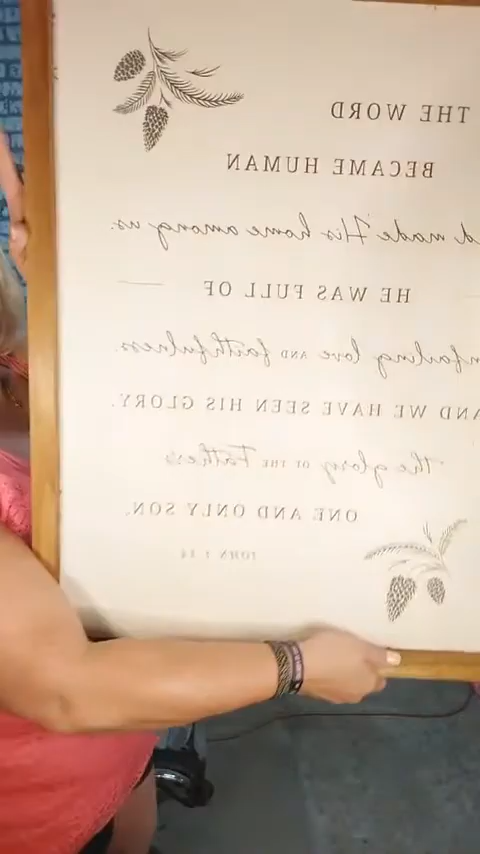 THE WORD
BECAME HUMAN
d made His home among us.
HE WAS FULL OF
nfailing love AND faithfulness.
AND WE HAVE SEEN HIS GLORY,
the glory OF THE Father's
ONE AND ONLY SON.
JOHN 1:14